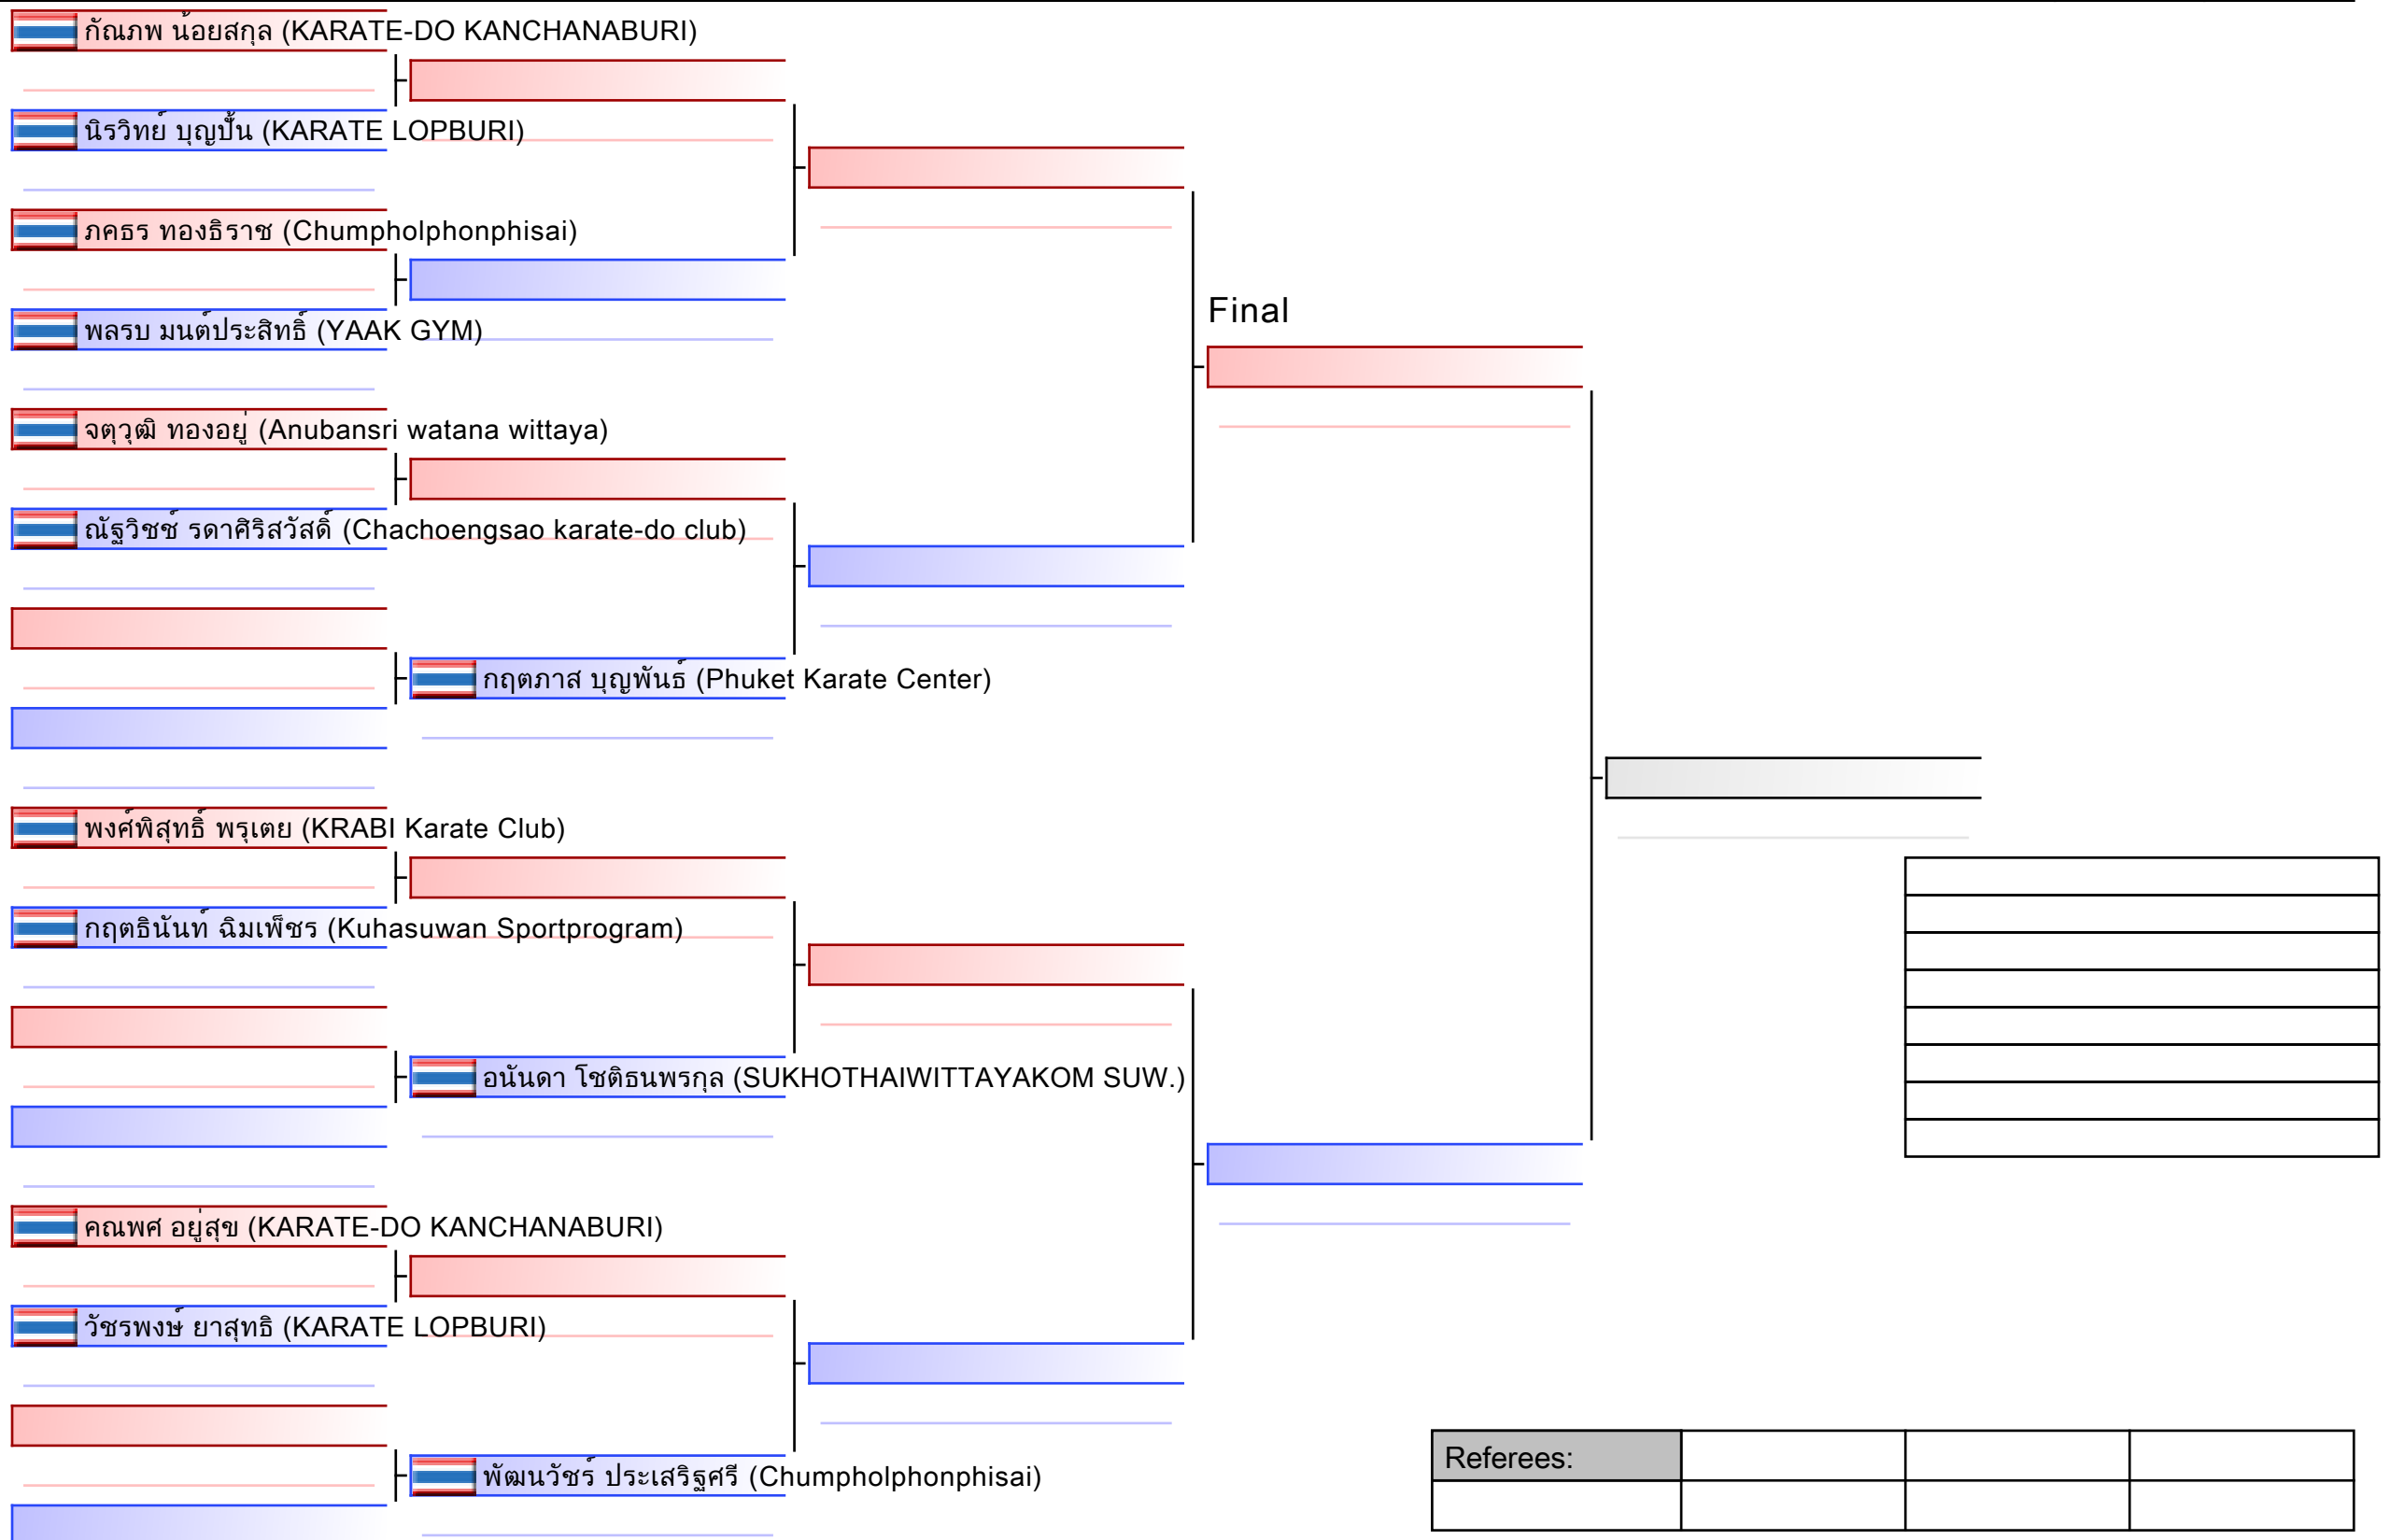 กัณภพ น้อยสกุล (KARATE-DO KANCHANABURI)
นิรวิทย์ บุญปั้น (KARATE LOPBURI)
ภคธร ทองธิราช (Chumpholphonphisai)
Final
พลรบ มนต์ประสิทธิ์ (YAAK GYM)
จตุวุฒิ ทองอยู่ (Anubansri watana wittaya)
ณัฐวิชช์ รดาศิริสวัสดิ์ (Chachoengsao karate-do club)
กฤตภาส บุญพันธ์ (Phuket Karate Center)
พงศ์พิสุทธิ์ พรุเตย (KRABI Karate Club)
กฤตธินันท์ ฉิมเพ็ชร (Kuhasuwan Sportprogram)
อนันดา โชติธนพรกุล (SUKHOTHAIWITTAYAKOM SUW.)
คณพศ อยู่สุข (KARATE-DO KANCHANABURI)
วัชรพงษ์ ยาสุทธิ (KARATE LOPBURI)
Referees:
พัฒนวัชร์ ประเสริฐศรี (Chumpholphonphisai)